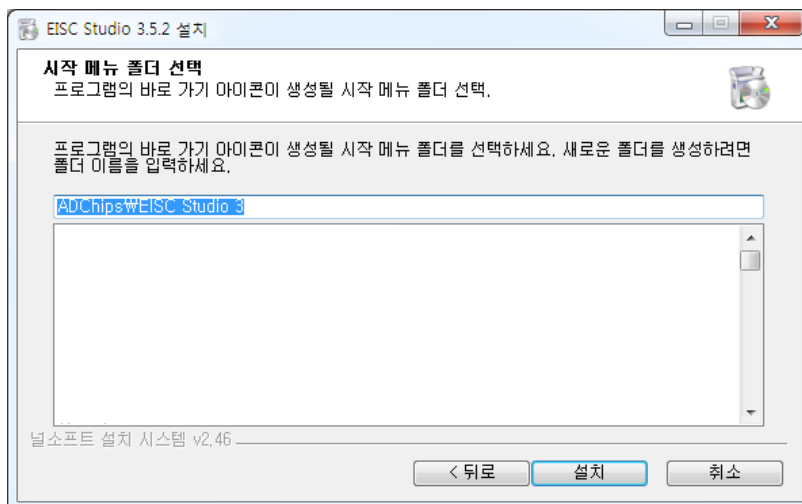 EISC Studio 3.5.2 설치
시작 메뉴 폴더 선택
프로그램의 바로 가기 아이콘이 생성될 시작 메뉴 폴더 선택.
프로그램의 바로 가기 아이콘이 생성될 시작 메뉴 폴더를 선택하세요. 새로운 폴더를 생성하려면
폴더 이름을 입력하세요.
ADChips₩EISC Studio 3
널소프트 설치 시스템 v2.46
< 뒤로
설치
취소